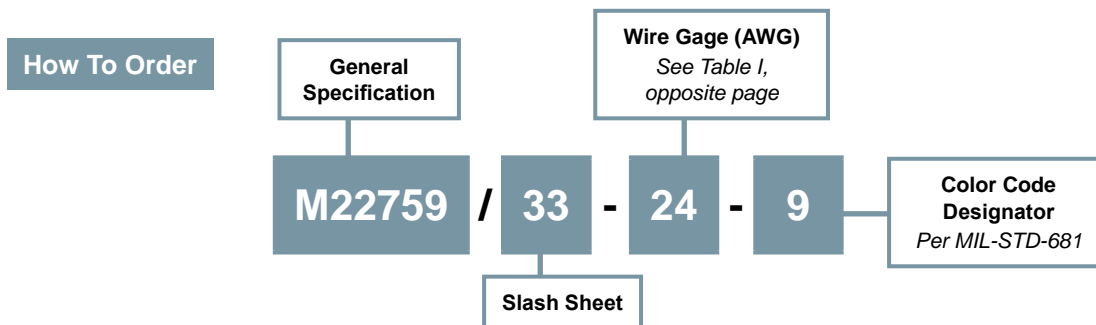 How To Order
General
Specification
Wire Gage (AWG)
See Table I,
opposite page
M22759 / 33 - 24 - 9
Color Code
Designator
Per MIL-STD-681
Slash Sheet